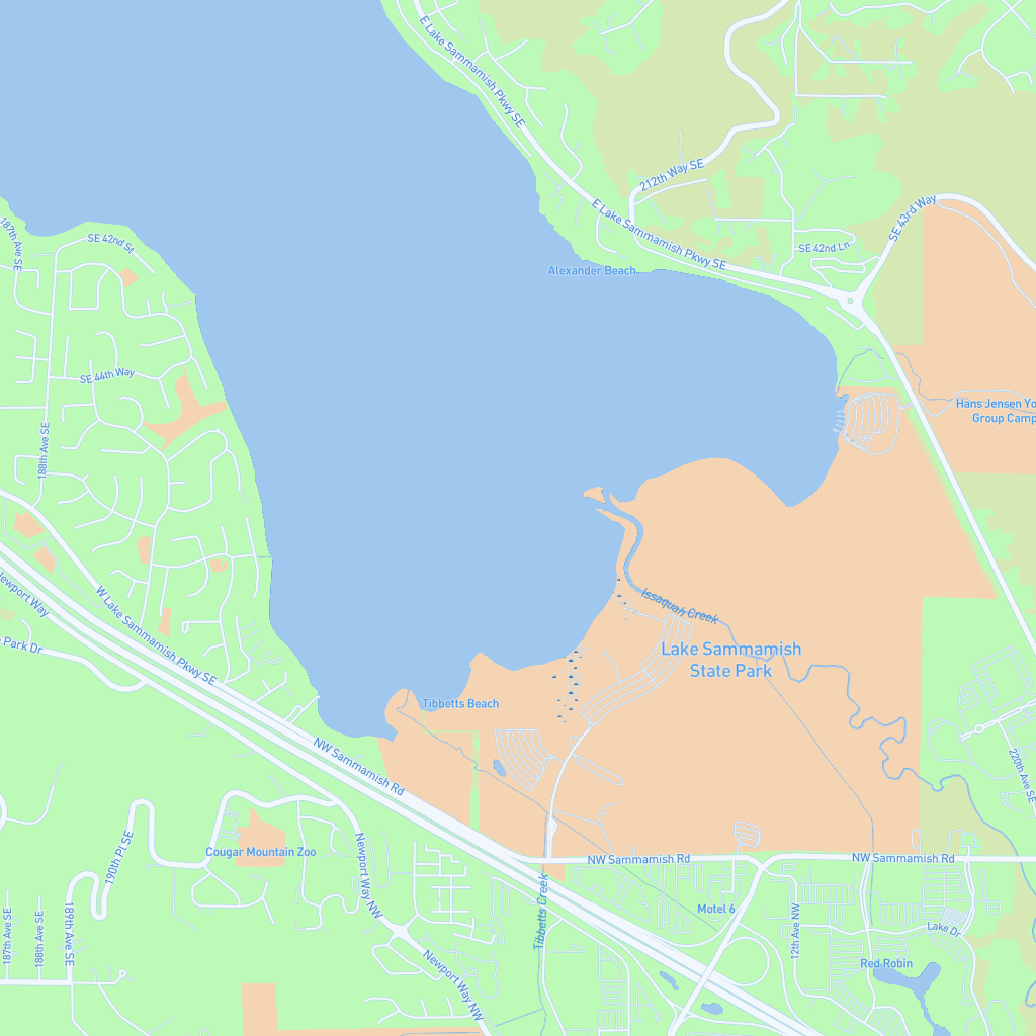 E Lake Sammamish Pkwy SE
212th Way SE
E Lake Sammamish Pkwy SE
SE 43rd Way
187th Ave SE
SE 42nd St
SE 42nd Ln
Alexander Beach
SE 44th Way
Hans Jensen Yo
Group Camp
188th Ave SE
Newport Way
W Lake Sammamish Pkwy SE
Issaquah Creek
Park Dr
Lake Sammamish
State Park
Tibbetts Beach
NW Sammamish Rd
220th Ave SE
190th Pl SE
Cougar Mountain Zoo
Newport Way NW
NW Sammamish Rd
NW Sammamish Rd
187th Ave SE
188th Ave SE
189th Ave SE
Tibbetts Creek
Motel 6
12th Ave NW
Lake Dr
Red Robin
Newport Way NW